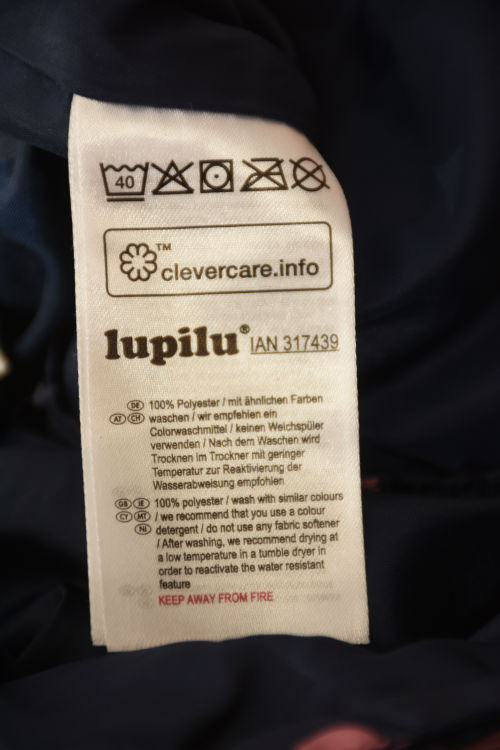 40
™
clevercare.info
lupilu® IAN 317439
DE 100% Polyester / mit ähnlichen Farben
AT CH waschen / wir empfehlen ein
Colorwaschmittel / keinen Weichspüler
verwenden / Nach dem Waschen wird
Trocknen im Trockner mit geringer
Temperatur zur Reaktivierung der
Wasserabweisung empfohlen
GB IE 100% polyester / wash with similar colours
CY MT / we recommend that you use a colour
NI detergent / do not use any fabric softener
/ After washing, we recommend drying at
a low temperature in a tumble dryer in
order to reactivate the water resistant
feature
KEEP AWAY FROM FIRE